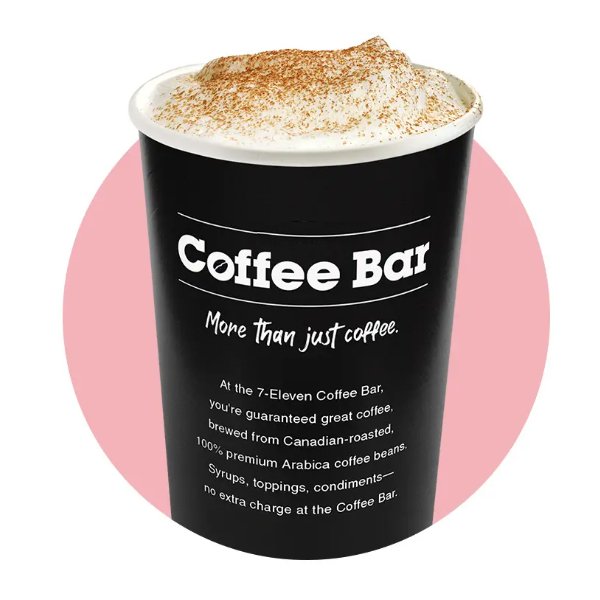 Coffee Bar
More than just coffee.
At the 7-Eleven Coffee Bar,
you're guaranteed great coffee,
brewed from Canadian-roasted,
100% premium Arabica coffee beans.
Syrups, toppings, condiments—
no extra charge at the Coffee Bar.